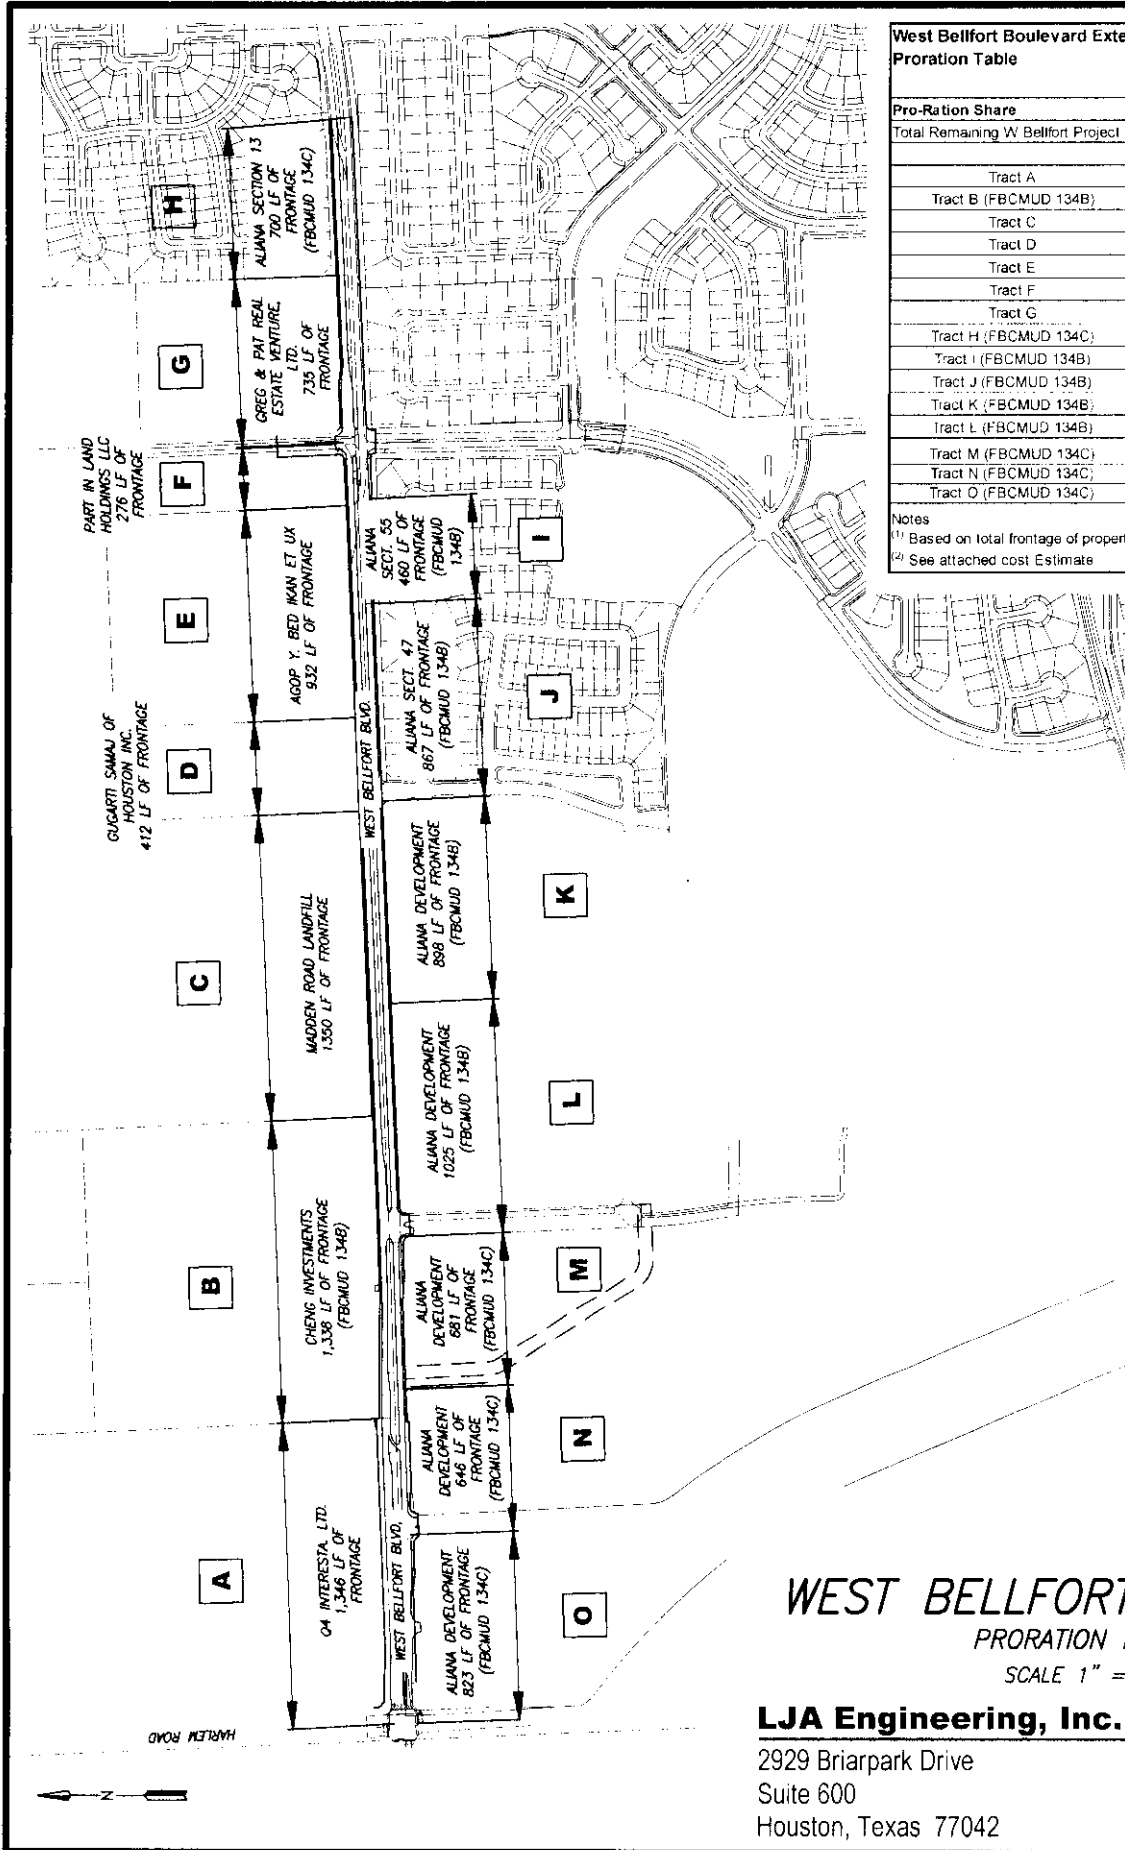 West Bellfort Boulevard Exte
Proration Table
Pro-Ration Share
Total Remaining W Bellfort Project
Tract A
Tract B (FBCMUD 134B)
Tract C
Tract D
Tract E
Tract F
Tract G
Tract H (FBCMUD 134C)
Tract I (FBCMUD 134B)
Tract J (FBCMUD 134B)
Tract K (FBCMUD 134B)
Tract L (FBCMUD 134B)
Tract M (FBCMUD 134C)
Tract N (FBCMUD 134C)
Tract O (FBCMUD 134C)
Notes
(1) Based on total frontage of propert
(2) See attached cost Estimate
H
ALIANA SECTION 13
700 LF OF
FRONTAGE
(FBCMUD 134C)
G
GREG & PAT REAL
ESTATE VENTURE,
LTD.
735 LF OF
FRONTAGE
F
PART IN LAND
HOLDINGS LLC
276 LF OF
FRONTAGE
E
AGOP Y. BED IKAN ET UX
932 LF OF FRONTAGE
D
GUGARTI SAMAJ OF
HOUSTON INC.
412 LF OF FRONTAGE
C
MADDEN ROAD LANDFILL
1350 LF OF FRONTAGE
B
CHENG INVESTMENTS
1,338 LF OF FRONTAGE
(FBCMUD 134B)
A
Q4 INTERESTA, LTD.
1,346 LF OF
FRONTAGE
WEST BELLFORT BLVD.
WEST BELLFORT BLVD.
ALIANA
SECT. 55
460 LF OF
FRONTAGE
(FBCMUD
134B)
I
ALIANA SECT. 47
867 LF OF FRONTAGE
(FBCMUD 134B)
J
ALIANA DEVELOPMENT
898 LF OF FRONTAGE
(FBCMUD 134B)
K
ALIANA DEVELOPMENT
1025 LF OF FRONTAGE
(FBCMUD 134B)
L
ALIANA
DEVELOPMENT
681 LF OF
FRONTAGE
(FBCMUD 134C)
M
ALIANA
DEVELOPMENT
646 LF OF
FRONTAGE
(FBCMUD 134C)
N
ALIANA DEVELOPMENT
823 LF OF FRONTAGE
(FBCMUD 134C)
O
HARLEM ROAD
N
WEST BELLFORT
PRORATION
SCALE 1" =
LJA Engineering, Inc.
2929 Briarpark Drive
Suite 600
Houston, Texas 77042